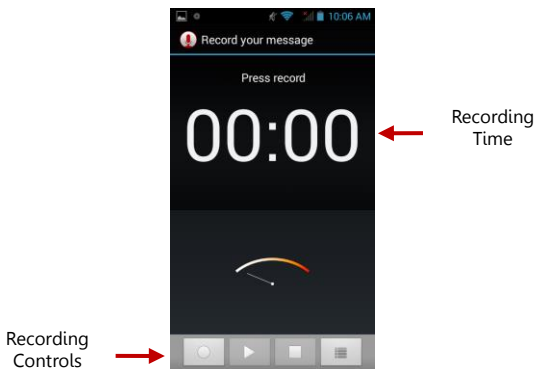 10:06 AM
Record your message
Press record
00:00
Recording
Time
Recording
Controls